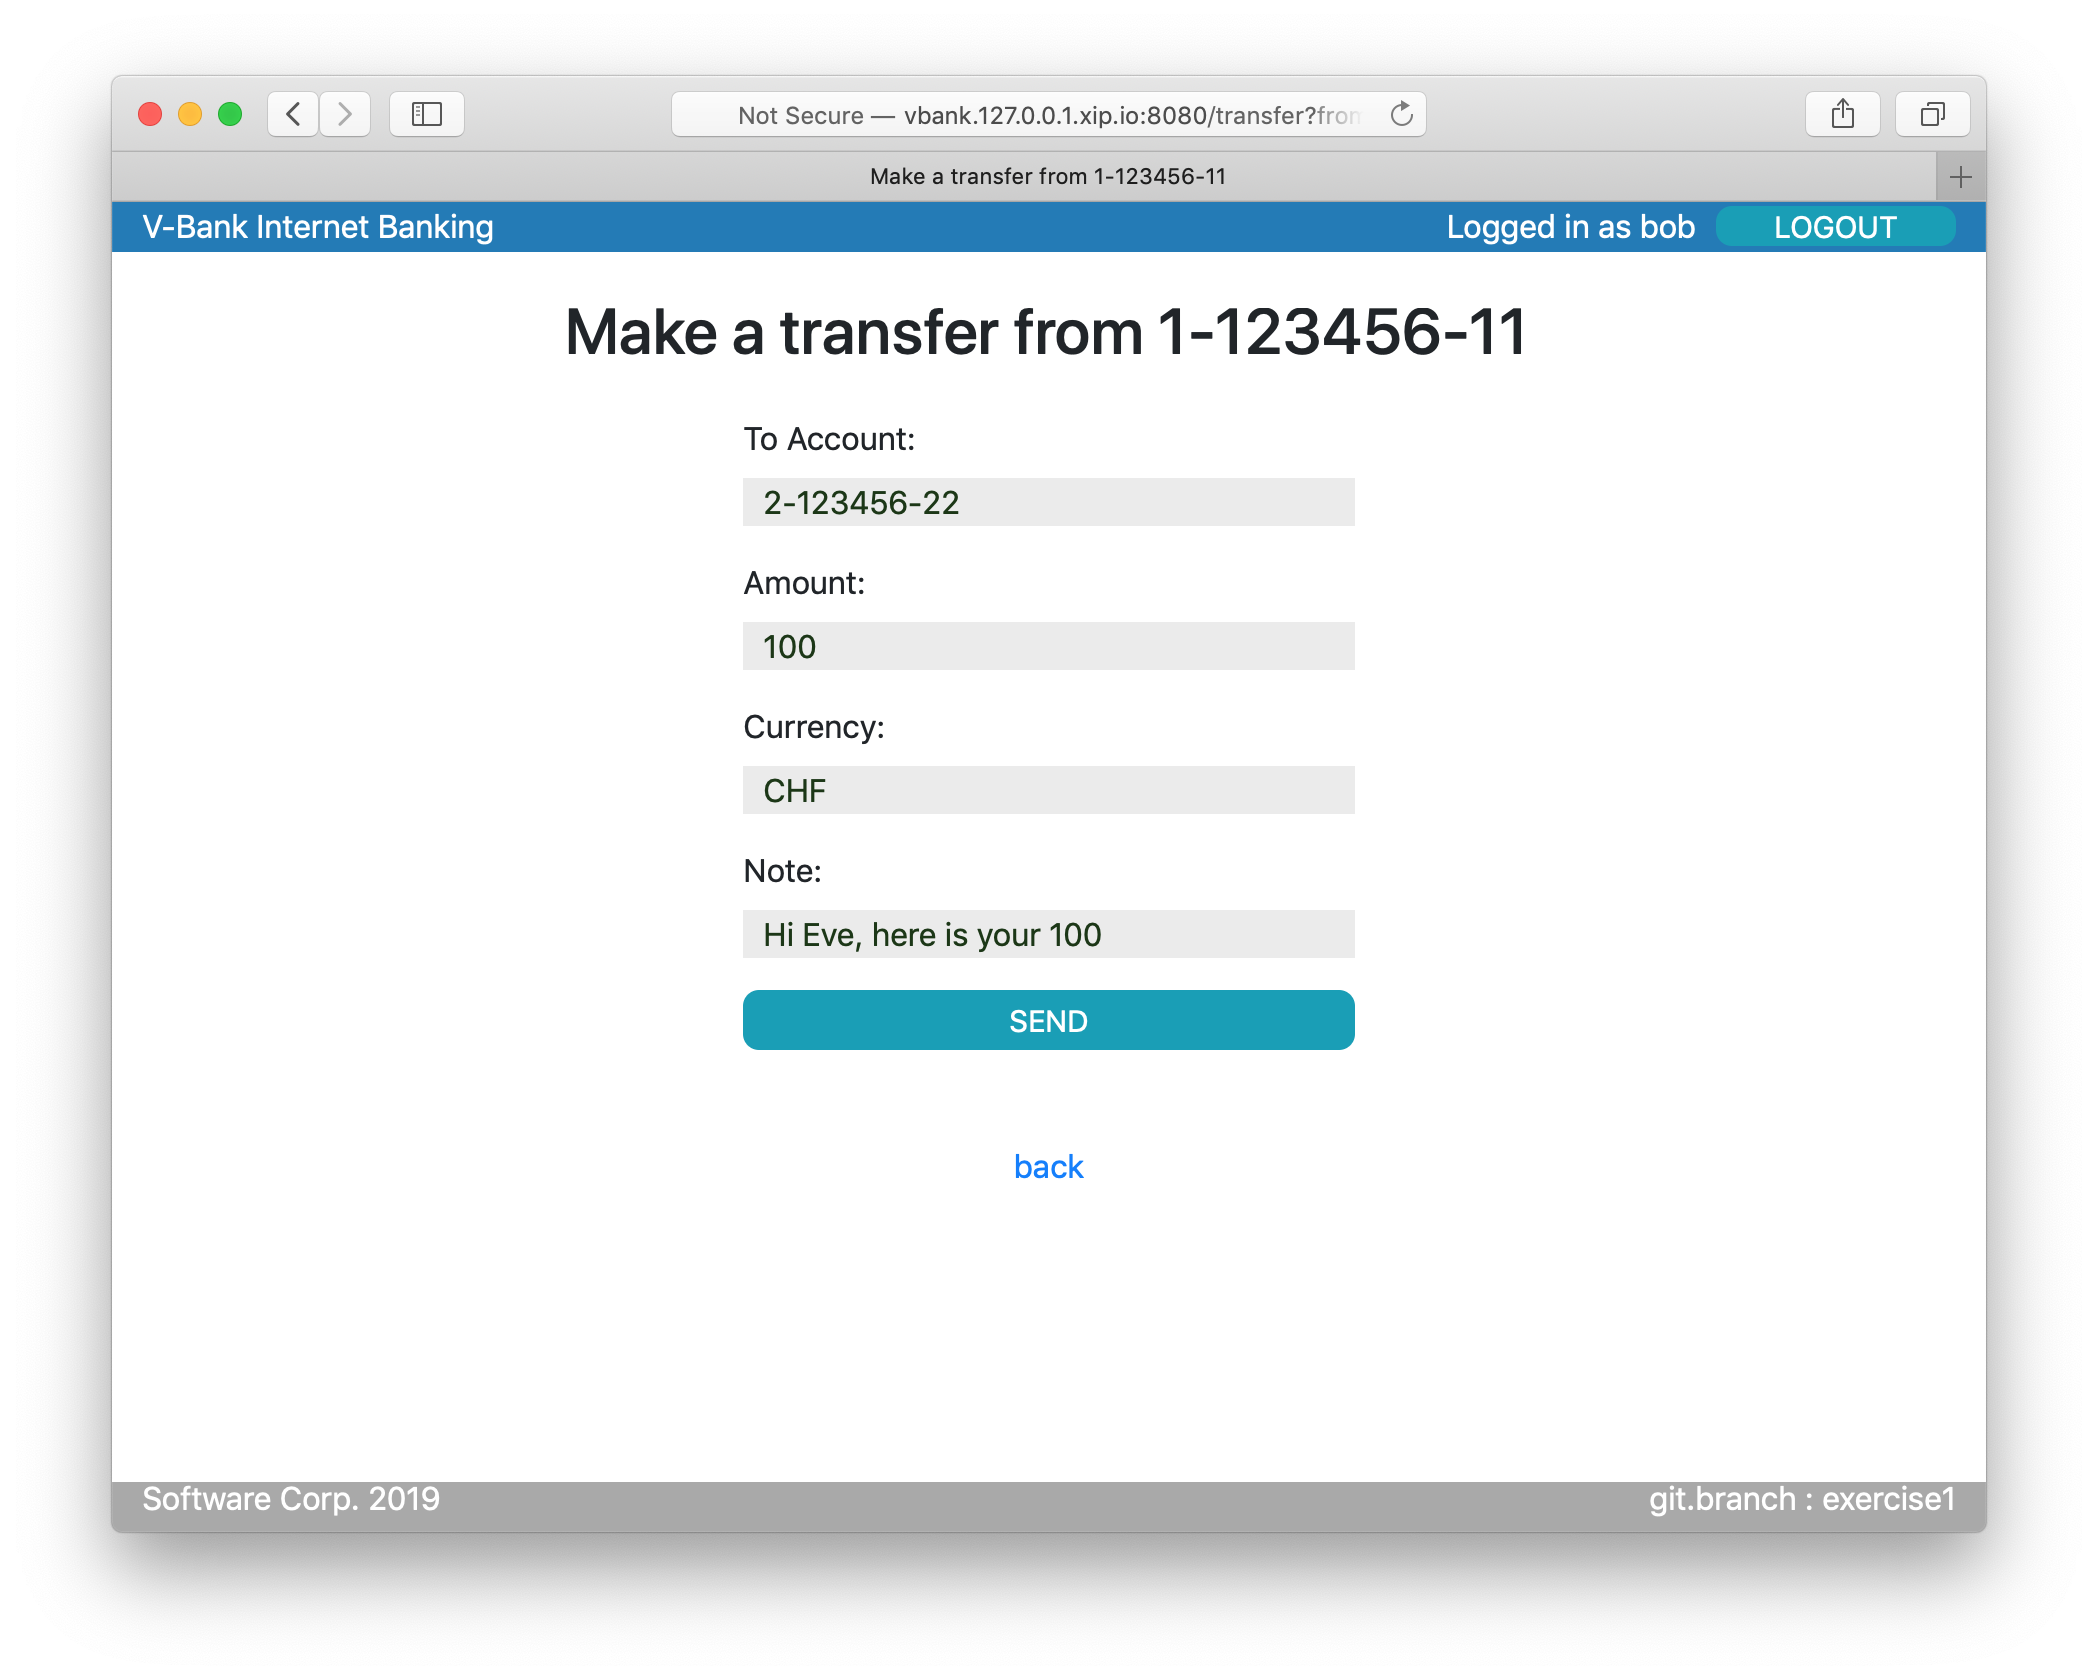 Not Secure — vbank.127.0.0.1.xip.io:8080/transfer?from
Make a transfer from 1-123456-11
V-Bank Internet Banking
Logged in as bob
LOGOUT
Make a transfer from 1-123456-11
To Account:
2-123456-22
Amount:
100
Currency:
CHF
Note:
Hi Eve, here is your 100
SEND
back
Software Corp. 2019
git.branch : exercise1